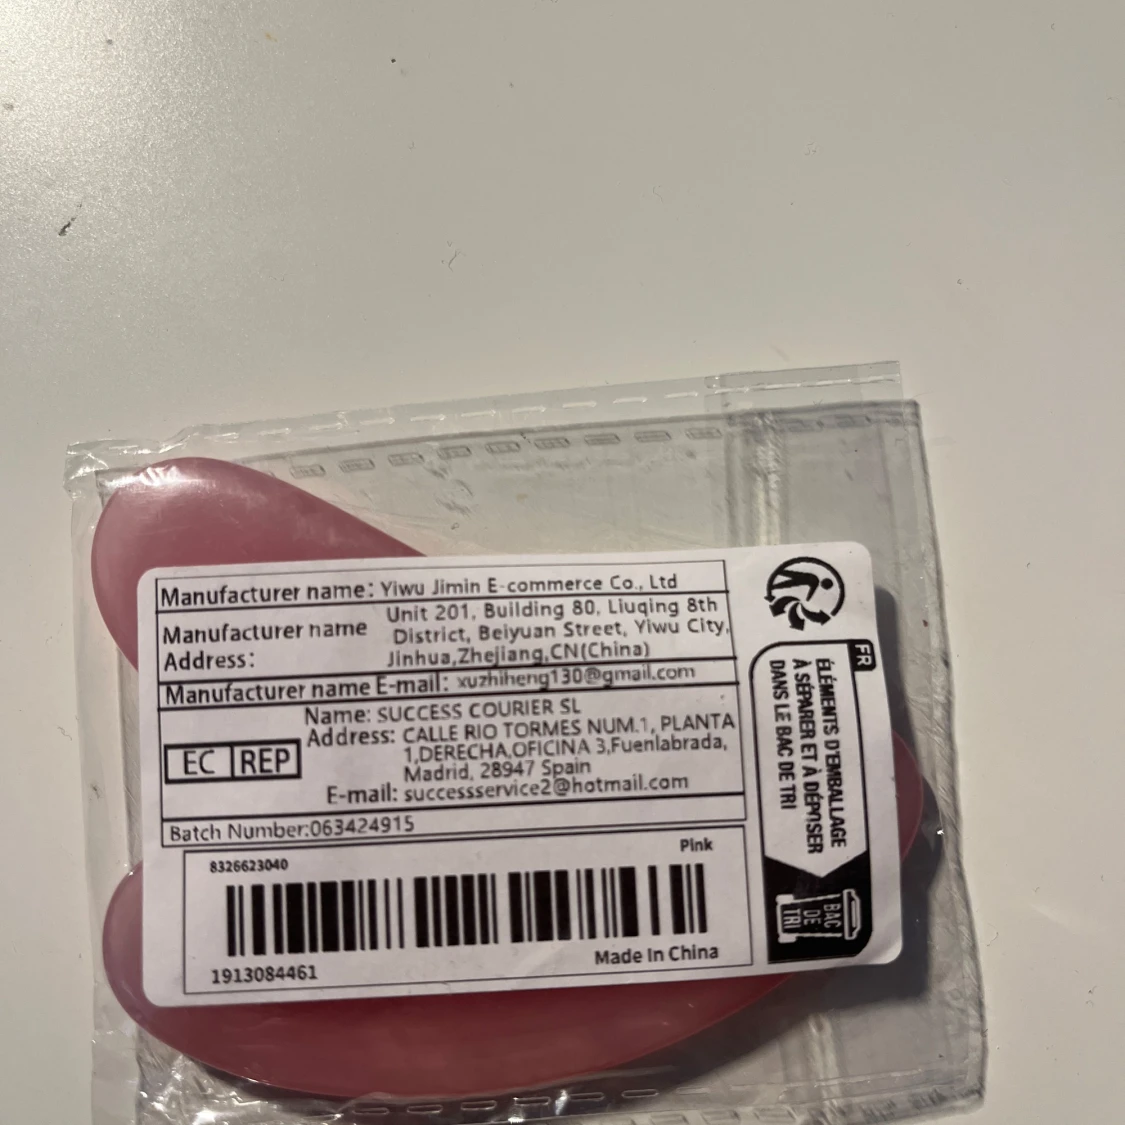 Manufacturer name: Yiwu Jimin E-commerce Co., Ltd
Manufacturer name Address: Unit 201, Building 80, Liuqing 8th
District, Beiyuan Street, Yiwu City,
Jinhua,Zhejiang,CN(China)
Manufacturer name E-mail: xuzhiheng130@gmail.com
EC REP
Name: SUCCESS COURIER SL
Address: CALLE RIO TORMES NUM.1, PLANTA
1,DERECHA,OFICINA 3,Fuenlabrada,
Madrid, 28947 Spain
E-mail: successservice2@hotmail.com
Batch Number:063424915
8326623040
Pink
1913084461
Made In China
FR
ÉLÉMENTS D'EMBALLAGE
À SÉPARER ET À DÉPOSER
DANS LE BAC DE TRI
BAC
DE
TRI